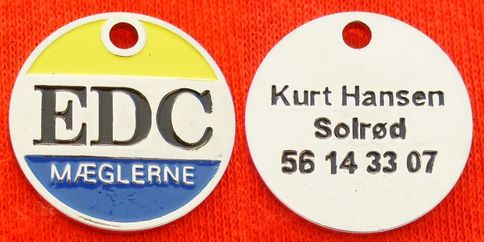 EDC
MÆGLERNE
Kurt Hansen
Solrød
56 14 33 07